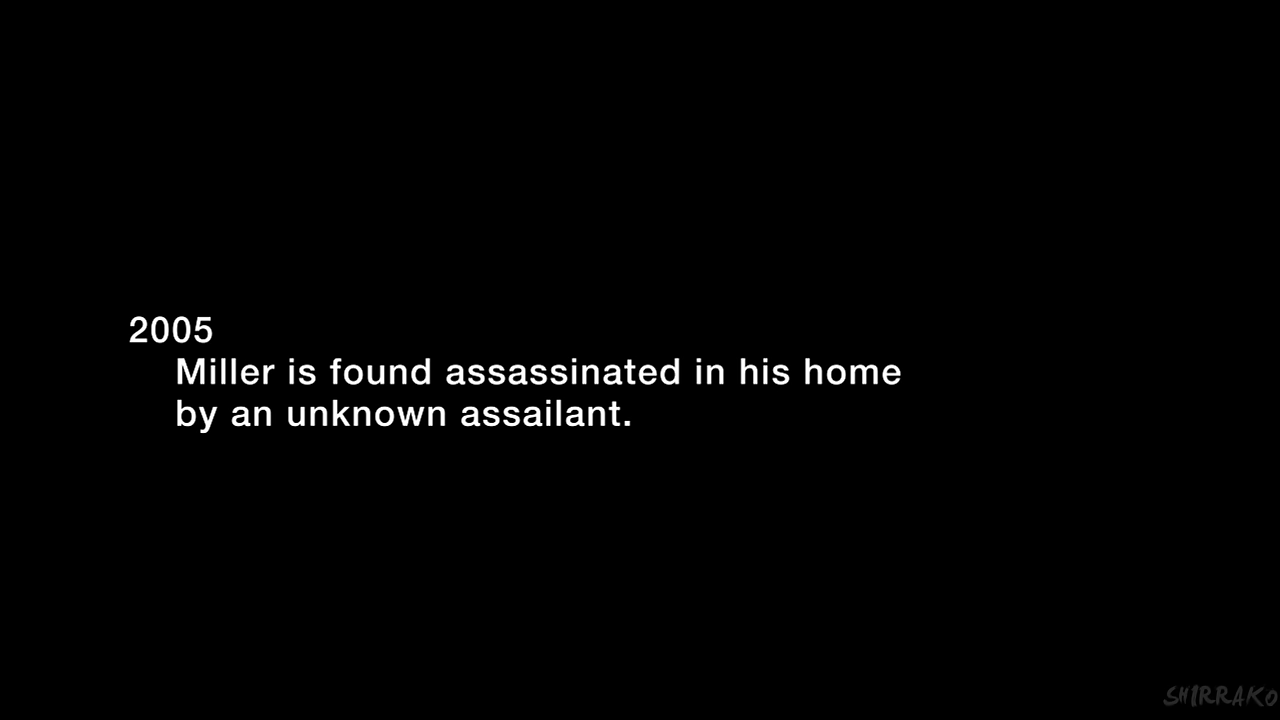 2005
Miller is found assassinated in his home
by an unknown assailant.
SHIRRAKO